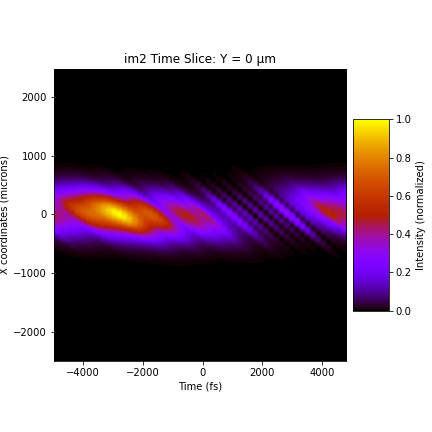 im2 Time Slice: Y = 0 μm
2000
1000
0
−1000
−2000
X coordinates (microns)
−4000 −2000 0 2000 4000
Time (fs)
1.0
0.8
0.6
0.4
0.2
0.0
Intensity (normalized)